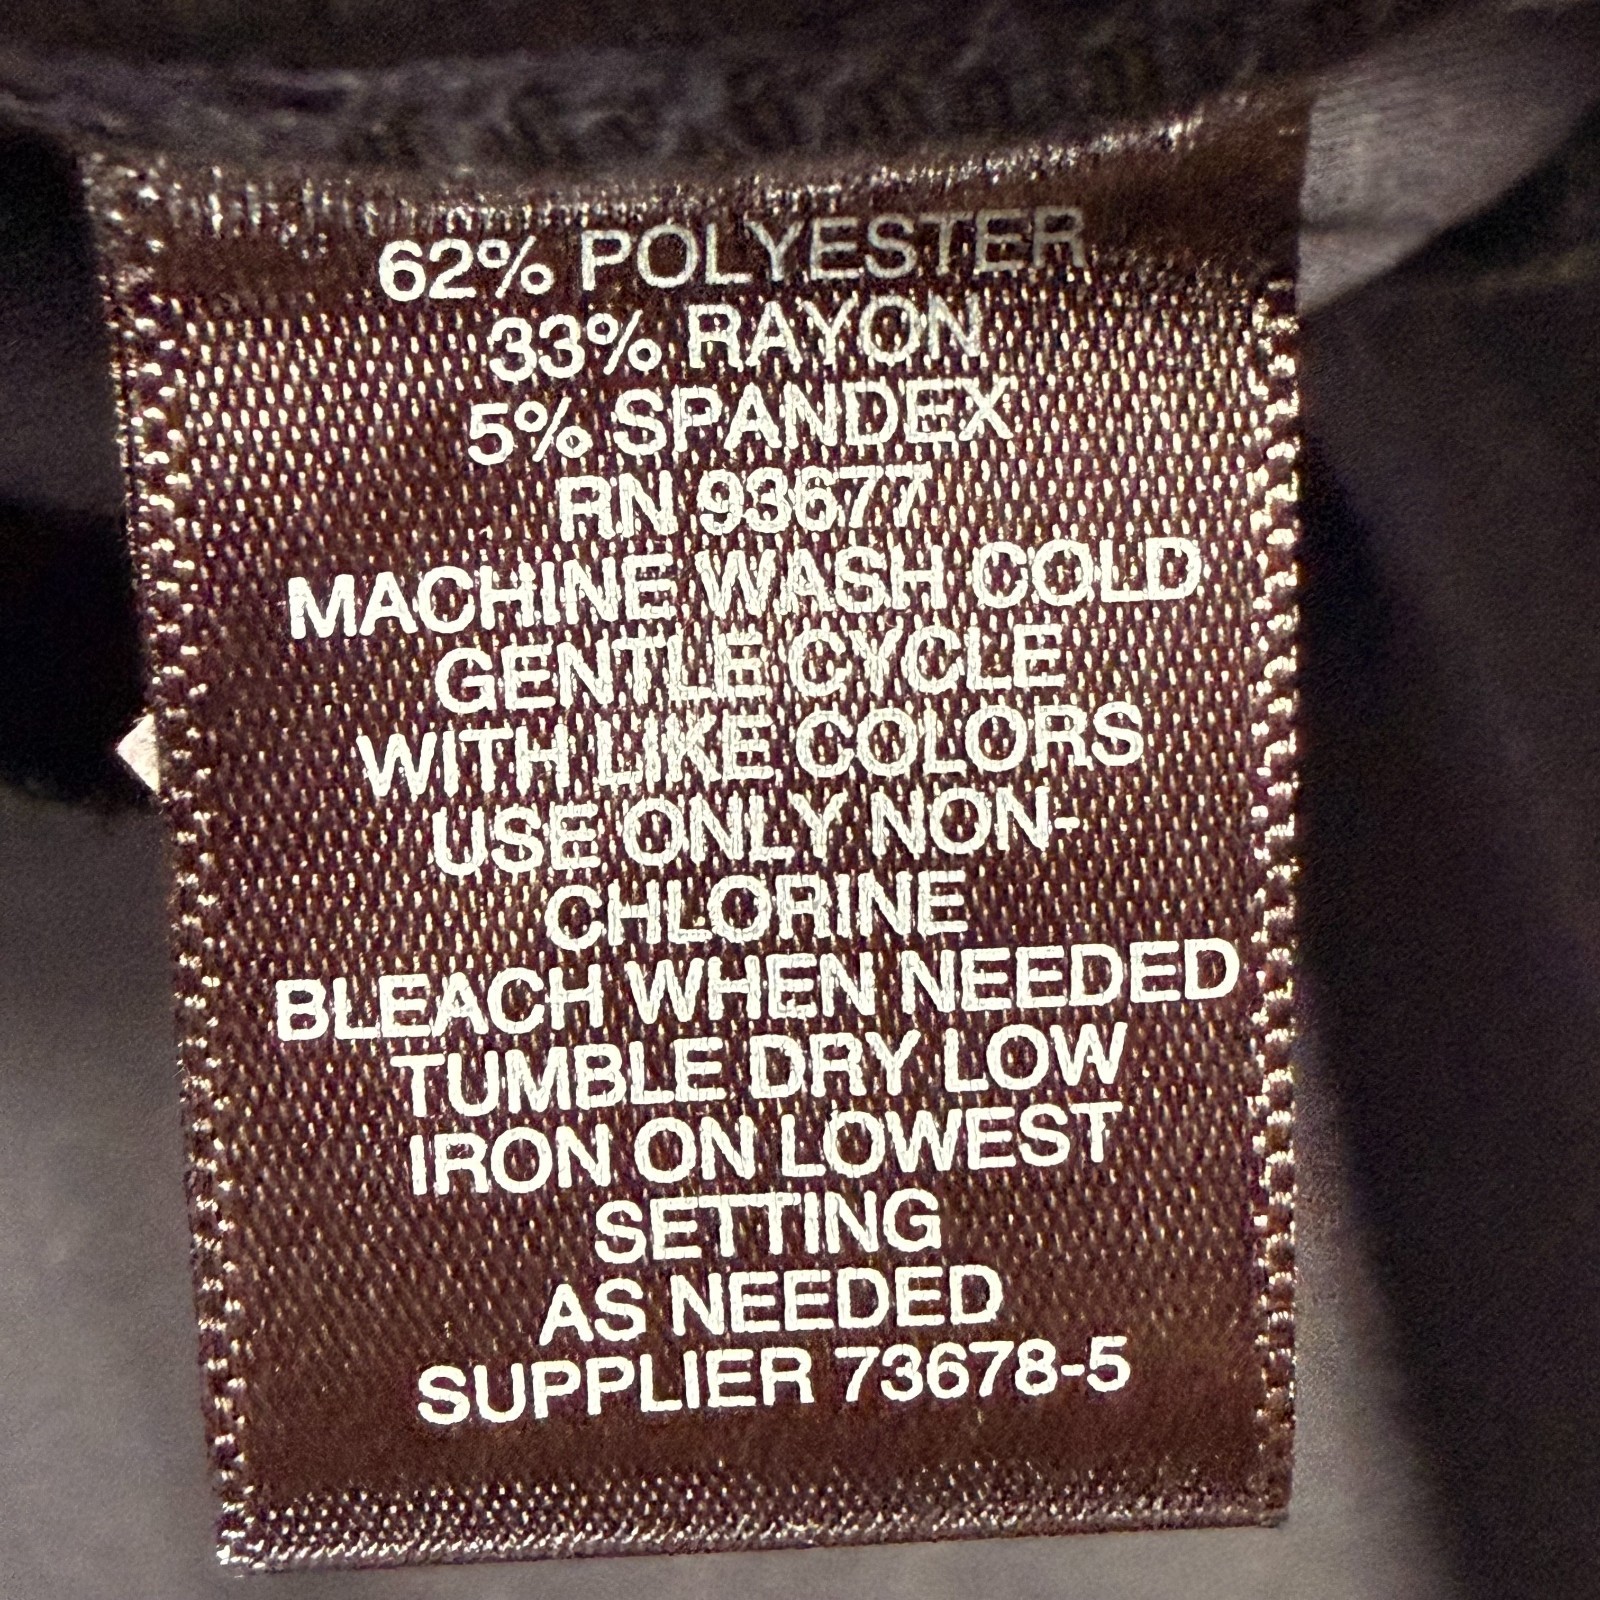 62% POLYESTER
33% RAYON
5% SPANDEX
RN 93677
MACHINE WASH COLD
GENTLE CYCLE
WITH LIKE COLORS
USE ONLY NON-
CHLORINE
BLEACH WHEN NEEDED
TUMBLE DRY LOW
IRON ON LOWEST
SETTING
AS NEEDED
SUPPLIER 73678-5